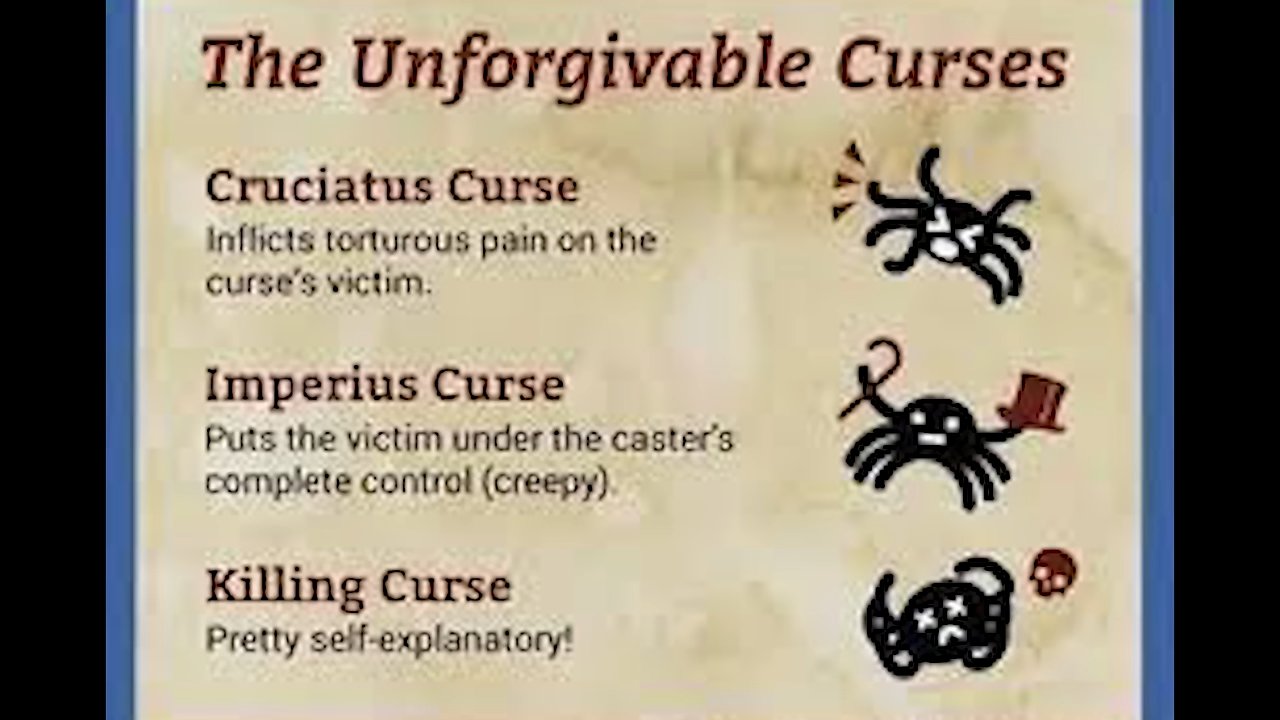 The Unforgivable Curses
Cruciatus Curse
Inflicts torturous pain on the
curse's victim.
Imperius Curse
Puts the victim under the caster's
complete control (creepy).
Killing Curse
Pretty self-explanatory!